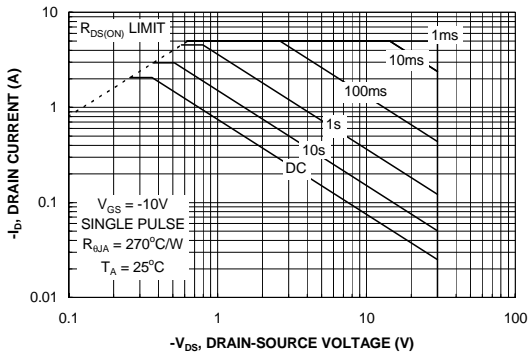 10
1
0.1
0.01
-I_D, DRAIN CURRENT (A)
R_DS(ON) LIMIT
1ms
10ms
100ms
1s
10s
DC
V_GS = -10V
SINGLE PULSE
R_θJA = 270°C/W
T_A = 25°C
0.1
1
10
100
-V_DS, DRAIN-SOURCE VOLTAGE (V)